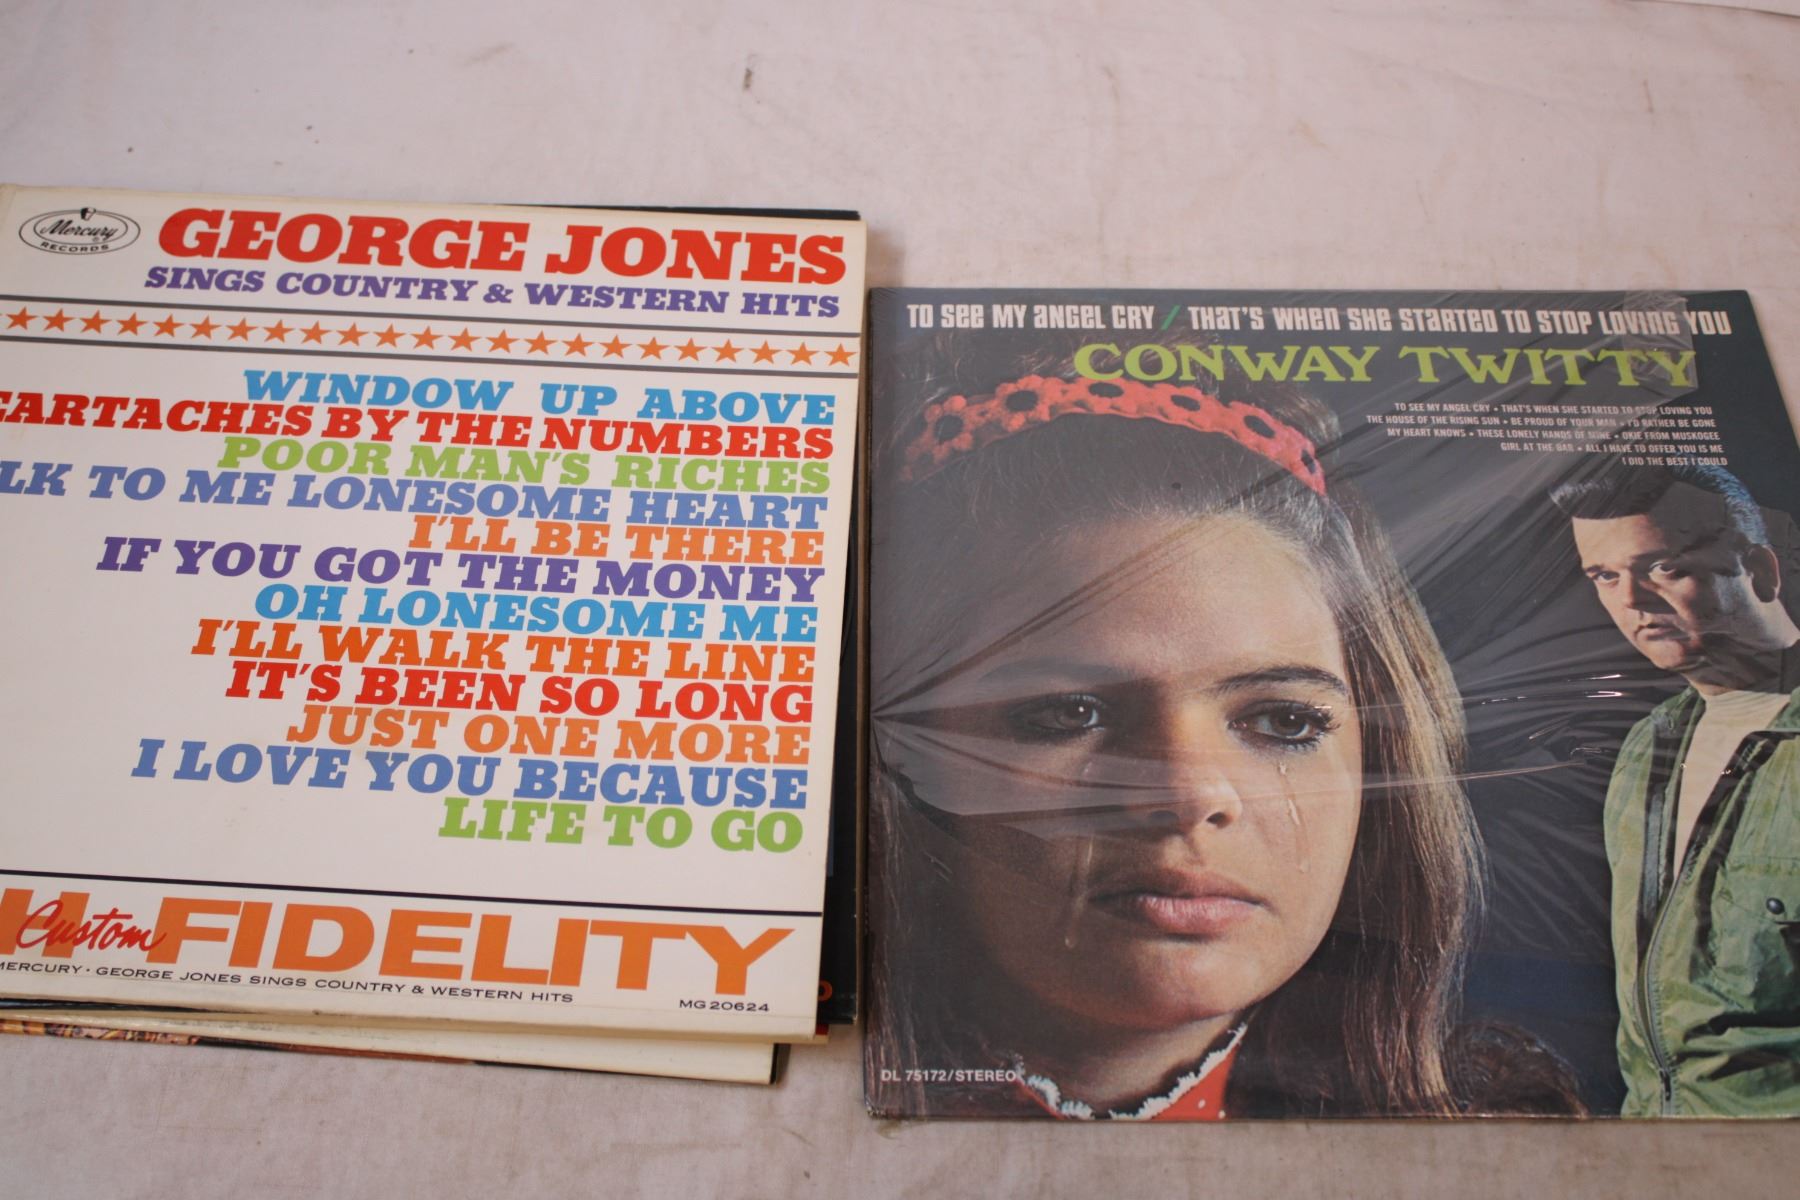 Mercury
RECORDS
GEORGE JONES
SINGS COUNTRY & WESTERN HITS
WINDOW UP ABOVE
EARTACHES BY THE NUMBERS
POOR MAN'S RICHES
LK TO ME LONESOME HEART
I'LL BE THERE
IF YOU GOT THE MONEY
OH LONESOME ME
I'LL WALK THE LINE
IT'S BEEN SO LONG
JUST ONE MORE
I LOVE YOU BECAUSE
LIFE TO GO
Custom FIDELITY
MERCURY · GEORGE JONES SINGS COUNTRY & WESTERN HITS
MG 20624
TO SEE MY ANGEL CRY / THAT'S WHEN SHE STARTED TO STOP LOVING YOU
CONWAY TWITTY
TO SEE MY ANGEL CRY • THAT'S WHEN SHE STARTED TO STOP LOVING YOU
THE HOUSE OF THE RISING SUN • BE PROUD OF YOUR MAN • I'D RATHER BE GONE
MY HEART KNOWS • THESE LONELY HANDS OF MINE • OKIE FROM MUSKOGEE
GIRL AT THE BAR • ALL I HAVE TO OFFER YOU IS ME
I DID THE BEST I COULD
DL 75172/STEREO